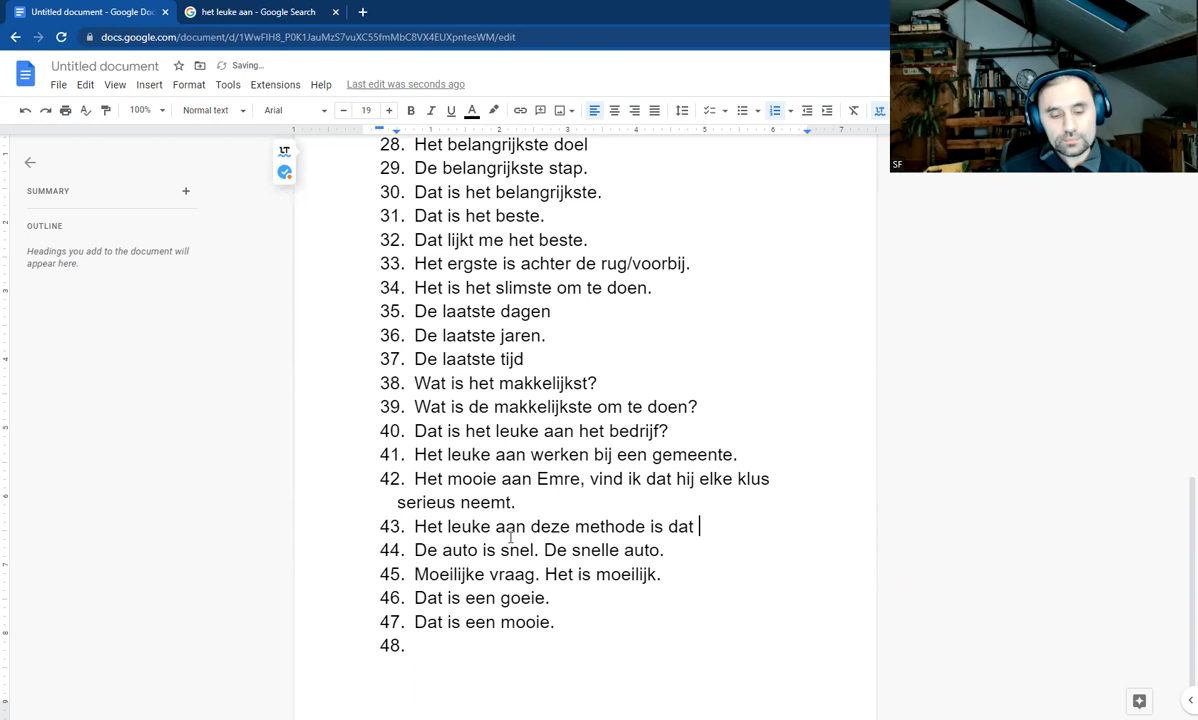 Untitled document - Google Doc
het leuke aan - Google Search
docs.google.com/document/d/1WwFIH8_P0K1JauMzS7vuXC55fmMbC8VX4EUXpntesWM/edit
Untitled document
Saving...
File Edit View Insert Format Tools Extensions Help Last edit was seconds ago
100% Normal text Arial 19
SF
1 1 2 3 4 5 6 7
SUMMARY
OUTLINE
Headings you add to the document will
appear here.
28. Het belangrijkste doel
29. De belangrijkste stap.
30. Dat is het belangrijkste.
31. Dat is het beste.
32. Dat lijkt me het beste.
33. Het ergste is achter de rug/voorbij.
34. Het is het slimste om te doen.
35. De laatste dagen
36. De laatste jaren.
37. De laatste tijd
38. Wat is het makkelijkst?
39. Wat is de makkelijkste om te doen?
40. Dat is het leuke aan het bedrijf?
41. Het leuke aan werken bij een gemeente.
42. Het mooie aan Emre, vind ik dat hij elke klus
serieus neemt.
43. Het leuke aan deze methode is dat
44. De auto is snel. De snelle auto.
45. Moeilijke vraag. Het is moeilijk.
46. Dat is een goeie.
47. Dat is een mooie.
48.